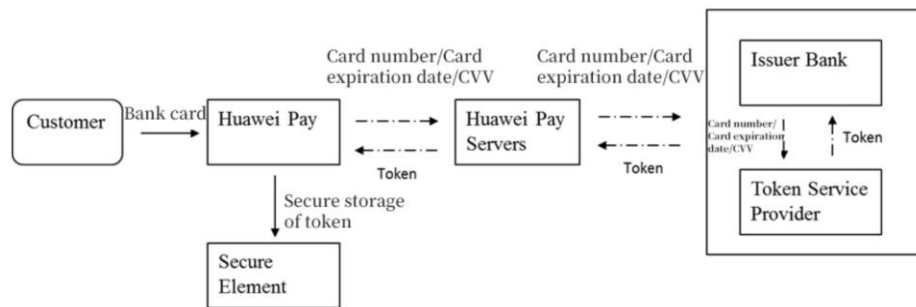 Customer
Bank card
Huawei Pay
Card number/Card
expiration date/CVV
Token
Huawei Pay
Servers
Card number/Card
expiration date/CVV
Token
Issuer Bank
Card number/
Card expiration
date/CVV
Token
Token Service
Provider
Secure storage
of token
Secure
Element